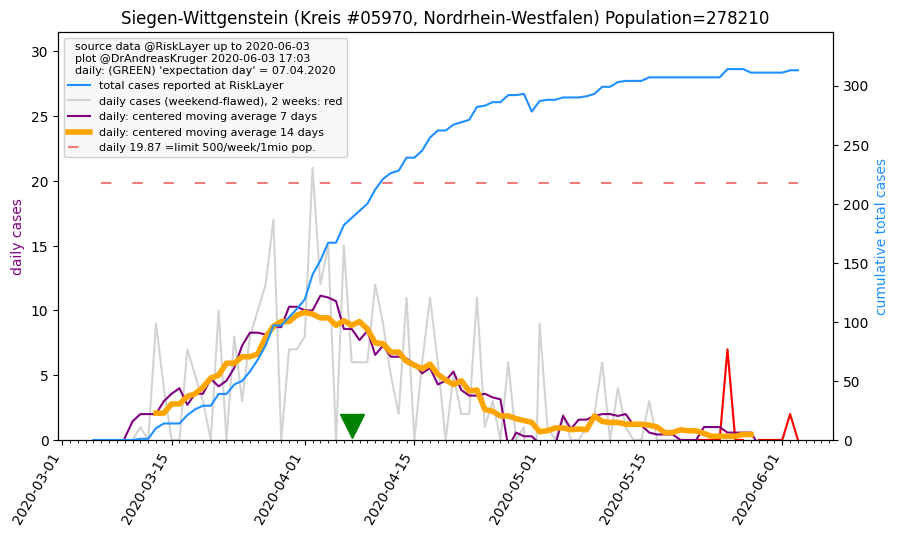 Siegen-Wittgenstein (Kreis #05970, Nordrhein-Westfalen) Population=278210
source data @RiskLayer up to 2020-06-03
plot @DrAndreasKruger 2020-06-03 17:03
daily: (GREEN) 'expectation day' = 07.04.2020
total cases reported at RiskLayer
daily cases (weekend-flawed), 2 weeks: red
daily: centered moving average 7 days
daily: centered moving average 14 days
daily 19.87 =limit 500/week/1mio pop.
daily cases
30
25
20
15
10
5
0
cumulative total cases
300
250
200
150
100
50
0
2020-03-01
2020-03-15
2020-04-01
2020-04-15
2020-05-01
2020-05-15
2020-06-01